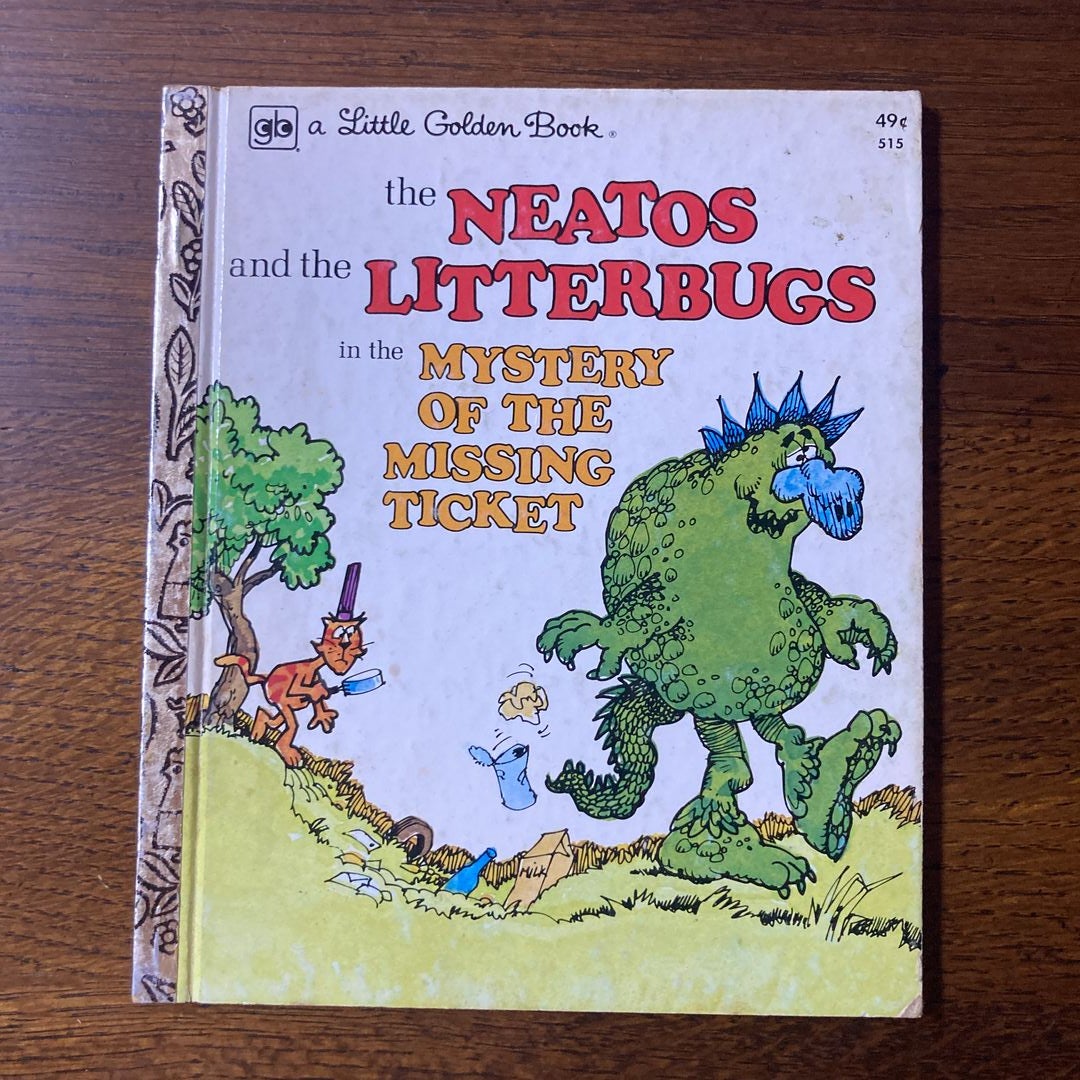 gb a Little Golden Book ®
49¢
515
the NEATOS
and the LITTERBUGS
in the MYSTERY
OF THE
MISSING
TICKET
MILK